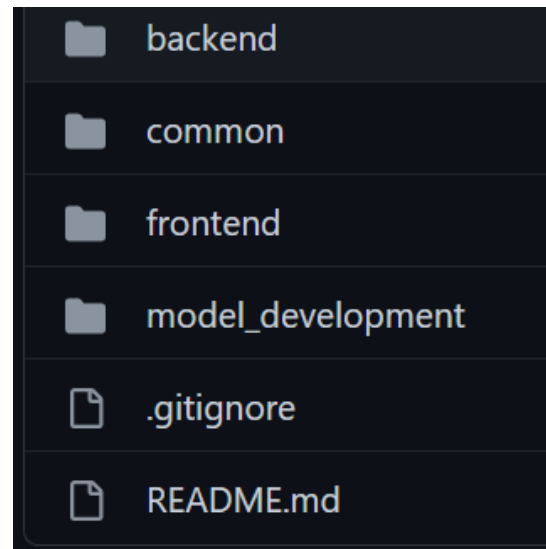 backend
common
frontend
model_development
.gitignore
README.md